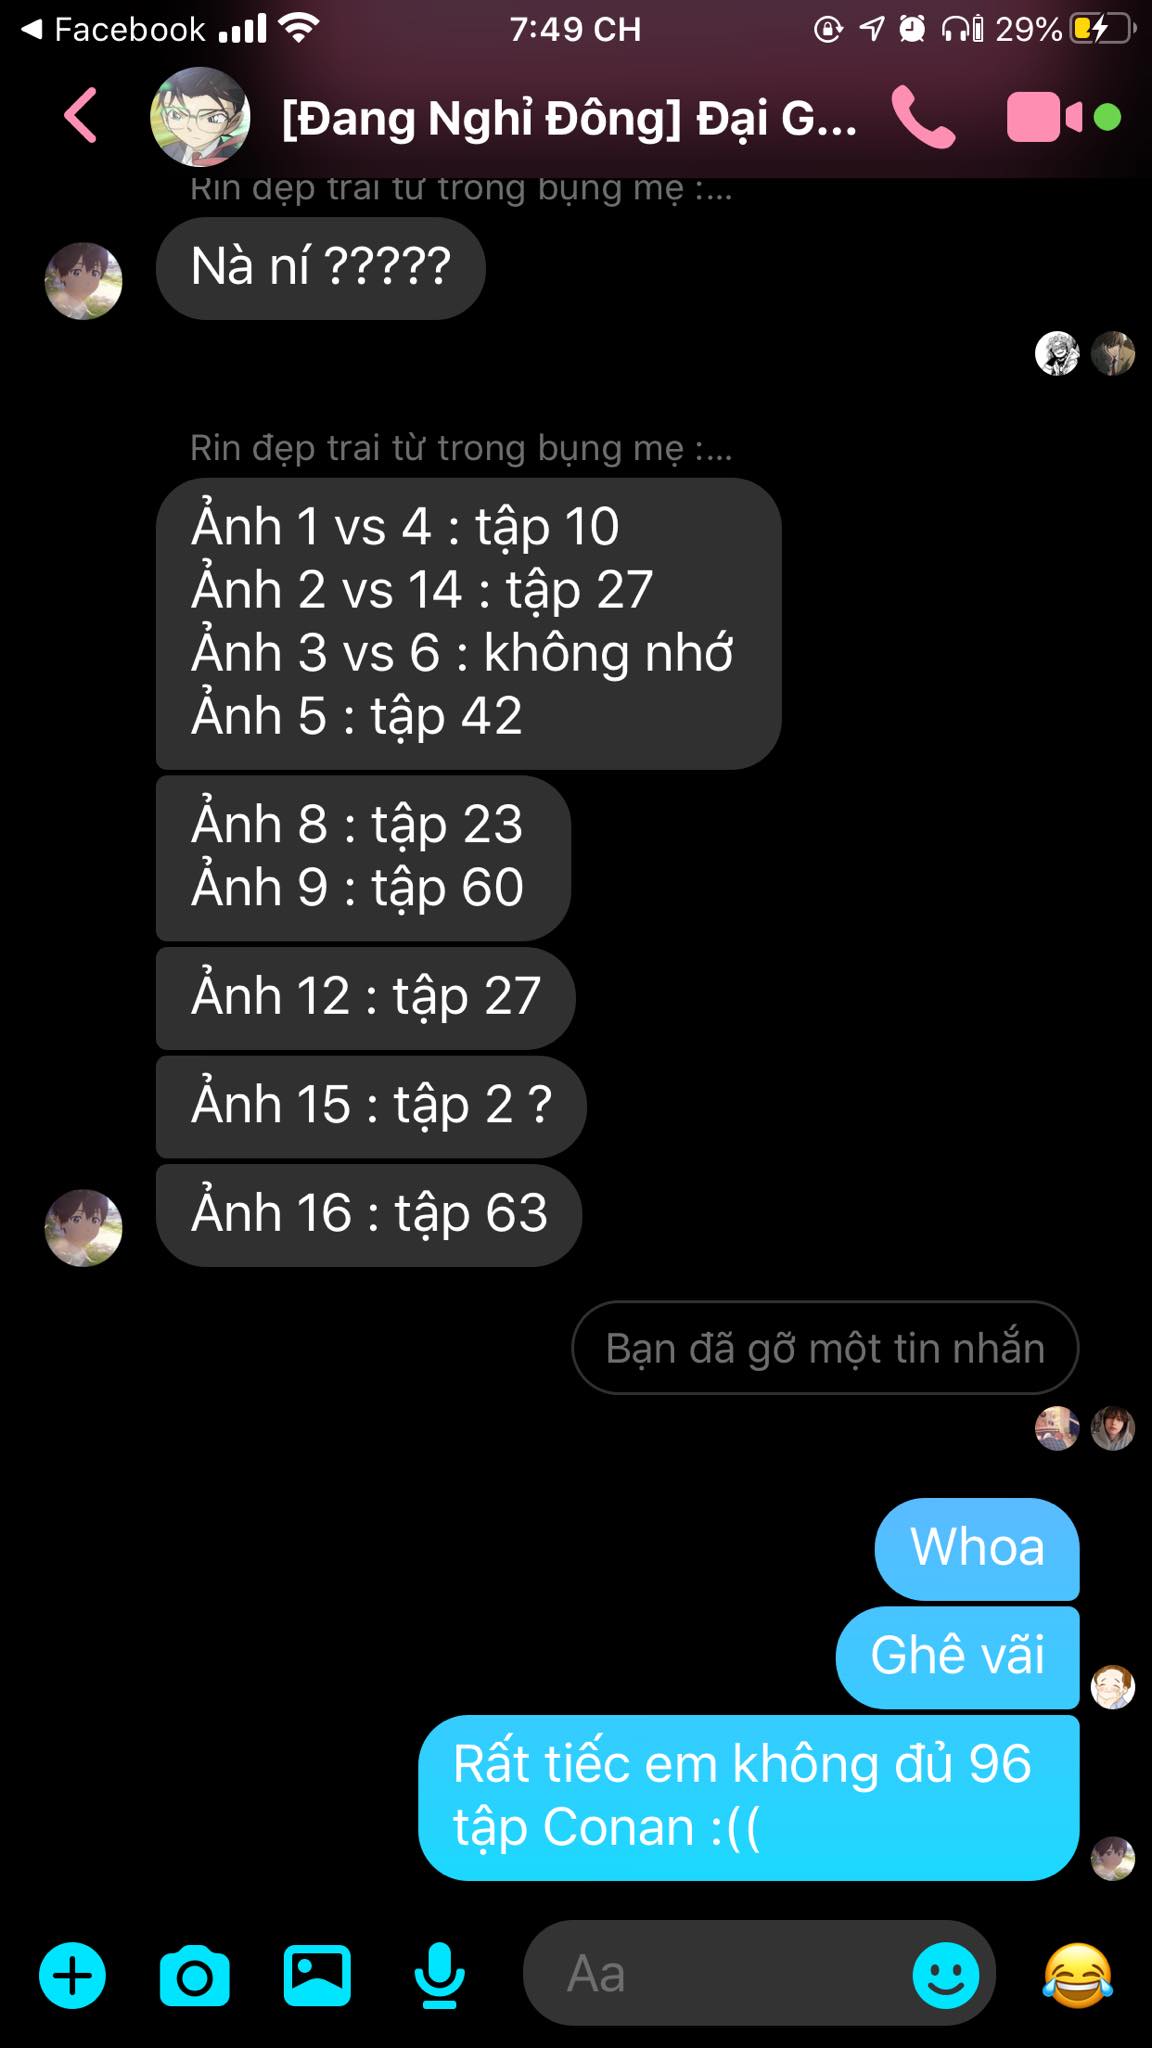 Facebook
7:49 CH
29%
[Đang Nghỉ Đông] Đại G...
Rin đẹp trai từ trong bụng mẹ :...
Nà ní ?????
Rin đẹp trai từ trong bụng mẹ :...
Ảnh 1 vs 4 : tập 10
Ảnh 2 vs 14 : tập 27
Ảnh 3 vs 6 : không nhớ
Ảnh 5 : tập 42
Ảnh 8 : tập 23
Ảnh 9 : tập 60
Ảnh 12 : tập 27
Ảnh 15 : tập 2 ?
Ảnh 16 : tập 63
Bạn đã gỡ một tin nhắn
Whoa
Ghê vãi
Rất tiếc em không đủ 96
tập Conan :((
Aa